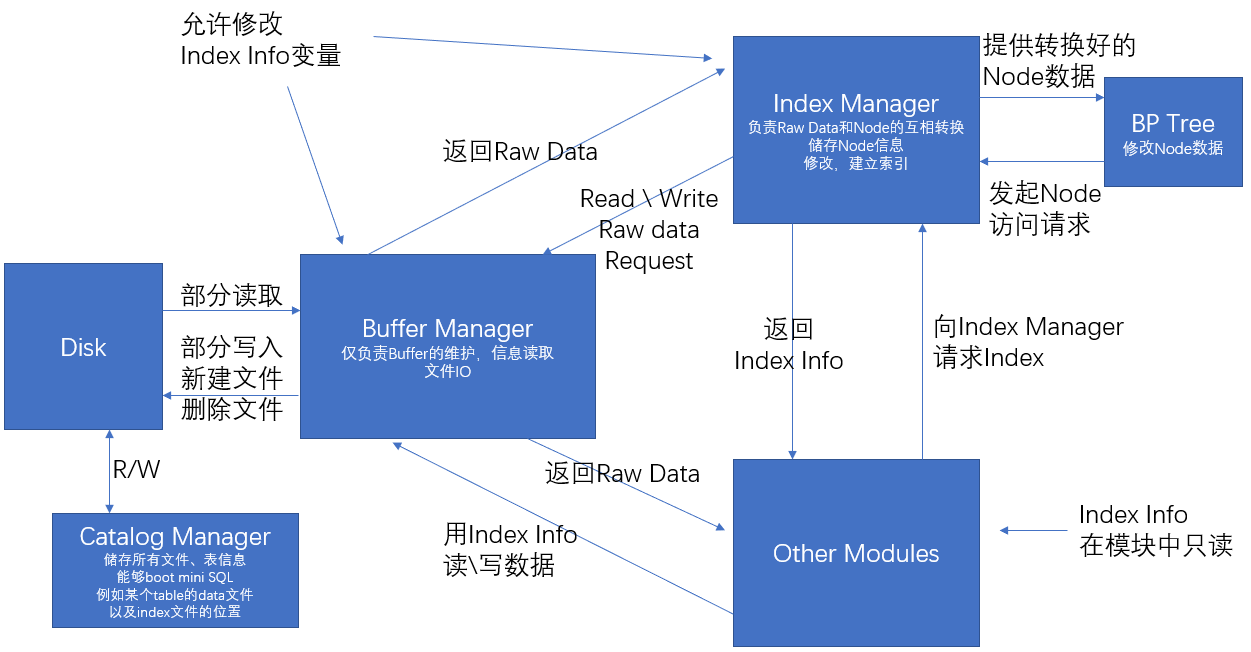 允许修改
Index Info变量
返回Raw Data
Read \ Write
Raw data
Request
Index Manager
负责Raw Data和Node的互相转换
储存Node信息
修改，建立索引
提供转换好的
Node数据
BP Tree
修改Node数据
发起Node
访问请求
Disk
部分读取
部分写入
新建文件
删除文件
Buffer Manager
仅负责Buffer的维护，信息读取
文件IO
返回
Index Info
向Index Manager
请求Index
R/W
Catalog Manager
储存所有文件、表信息
能够boot mini SQL
例如某个table的data文件
以及index文件的位置
返回Raw Data
用Index Info
读\写数据
Other Modules
Index Info
在模块中只读